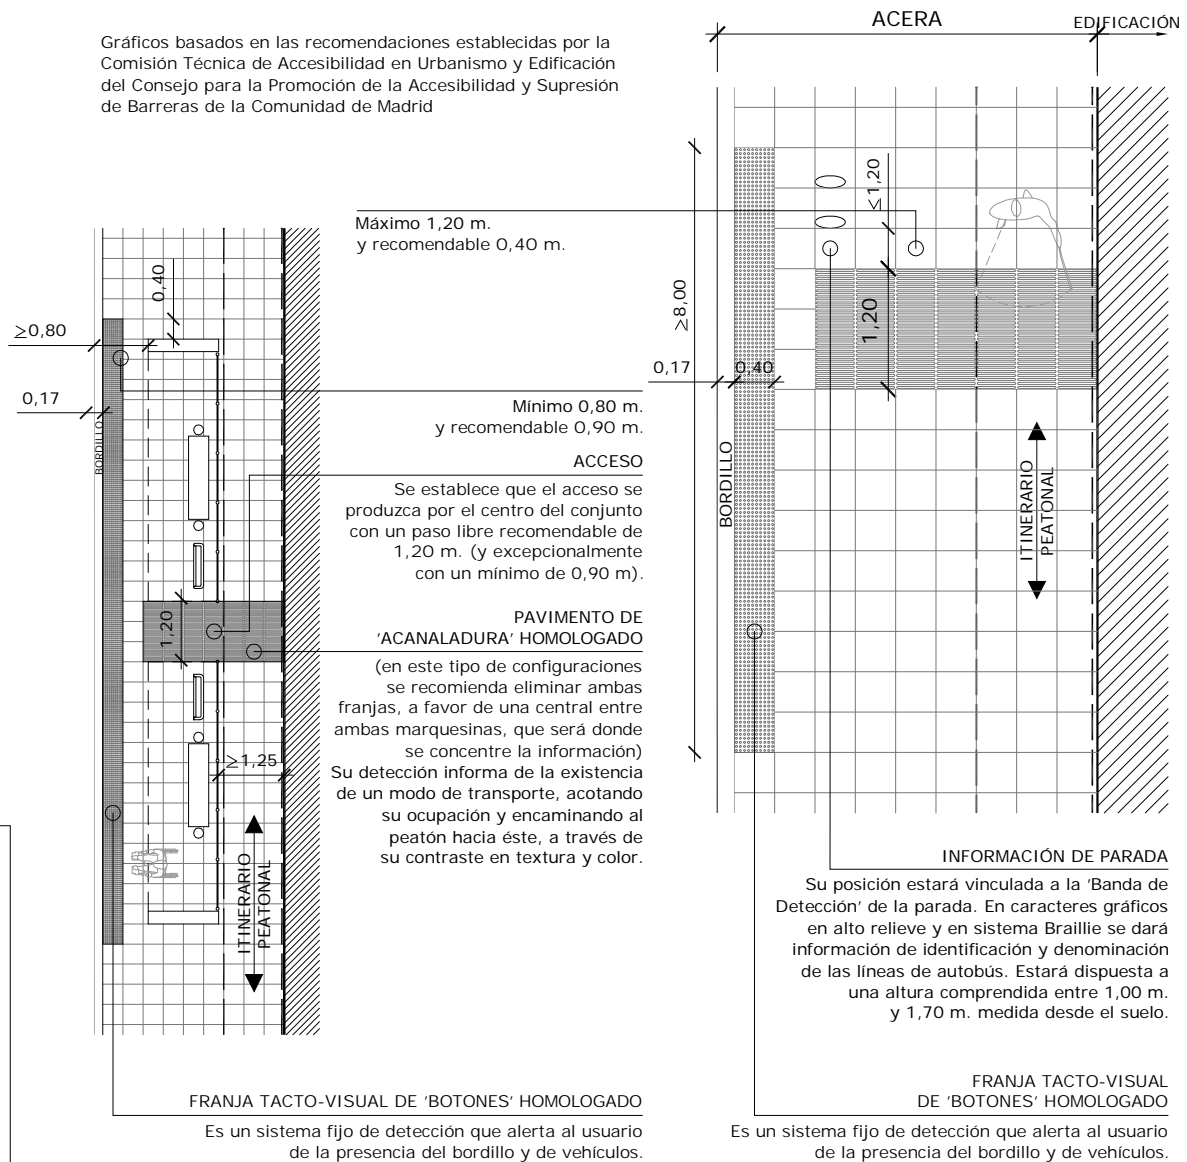 Gráficos basados en las recomendaciones establecidas por la
Comisión Técnica de Accesibilidad en Urbanismo y Edificación
del Consejo para la Promoción de la Accesibilidad y Supresión
de Barreras de la Comunidad de Madrid
ACERA
EDIFICACIÓN
Máximo 1,20 m.
y recomendable 0,40 m.
≤1,20
1,20
≥8,00
0,17
0,40
BORDILLO
ITINERARIO
PEATONAL
0,40
≥0,80
0,17
BORDILLO
1,20
≥1,25
ITINERARIO
PEATONAL
Mínimo 0,80 m.
y recomendable 0,90 m.
ACCESO
Se establece que el acceso se
produzca por el centro del conjunto
con un paso libre recomendable de
1,20 m. (y excepcionalmente
con un mínimo de 0,90 m).
PAVIMENTO DE
'ACANALADURA' HOMOLOGADO
(en este tipo de configuraciones
se recomienda eliminar ambas
franjas, a favor de una central entre
ambas marquesinas, que será donde
se concentre la información)
Su detección informa de la existencia
de un modo de transporte, acotando
su ocupación y encaminando al
peatón hacia éste, a través de
su contraste en textura y color.
INFORMACIÓN DE PARADA
Su posición estará vinculada a la 'Banda de
Detección' de la parada. En caracteres gráficos
en alto relieve y en sistema Braillie se dará
información de identificación y denominación
de las líneas de autobús. Estará dispuesta a
una altura comprendida entre 1,00 m.
y 1,70 m. medida desde el suelo.
FRANJA TACTO-VISUAL DE 'BOTONES' HOMOLOGADO
Es un sistema fijo de detección que alerta al usuario
de la presencia del bordillo y de vehículos.
FRANJA TACTO-VISUAL
DE 'BOTONES' HOMOLOGADO
Es un sistema fijo de detección que alerta al usuario
de la presencia del bordillo y de vehículos.